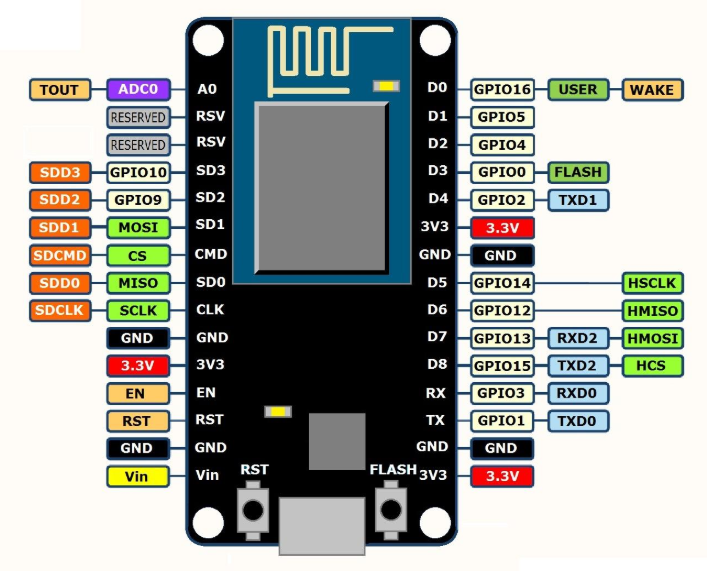 TOUT ADC0 A0 D0 GPIO16 USER WAKE
RESERVED RSV D1 GPIO5
RESERVED RSV D2 GPIO4
SDD3 GPIO10 SD3 D3 GPIO0 FLASH
SDD2 GPIO9 SD2 D4 GPIO2 TXD1
SDD1 MOSI SD1 3V3 3.3V
SDCMD CS CMD GND GND
SDD0 MISO SD0 D5 GPIO14 HSCLK
SDCLK SCLK CLK D6 GPIO12 HMISO
GND GND D7 GPIO13 RXD2 HMOSI
3.3V 3V3 D8 GPIO15 TXD2 HCS
EN EN RX GPIO3 RXD0
RST RST TX GPIO1 TXD0
GND GND GND GND
Vin Vin RST FLASH 3V3 3.3V